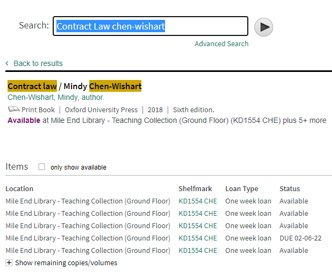 Search: Contract Law chen-wishart
Advanced Search
Back to results
Contract law / Mindy Chen-Wishart
Chen-Wishart, Mindy, author.
Print Book | Oxford University Press | 2018 | Sixth edition.
Available at Mile End Library - Teaching Collection (Ground Floor) (KD1554 CHE) plus 5+ more
Items only show available
Location Shelfmark Loan Type Status
Mile End Library - Teaching Collection (Ground Floor) KD1554 CHE One week loan Available
Mile End Library - Teaching Collection (Ground Floor) KD1554 CHE One week loan Available
Mile End Library - Teaching Collection (Ground Floor) KD1554 CHE One week loan Available
Mile End Library - Teaching Collection (Ground Floor) KD1554 CHE One week loan DUE 02-06-22
Mile End Library - Teaching Collection (Ground Floor) KD1554 CHE One week loan Available
Show remaining copies/volumes